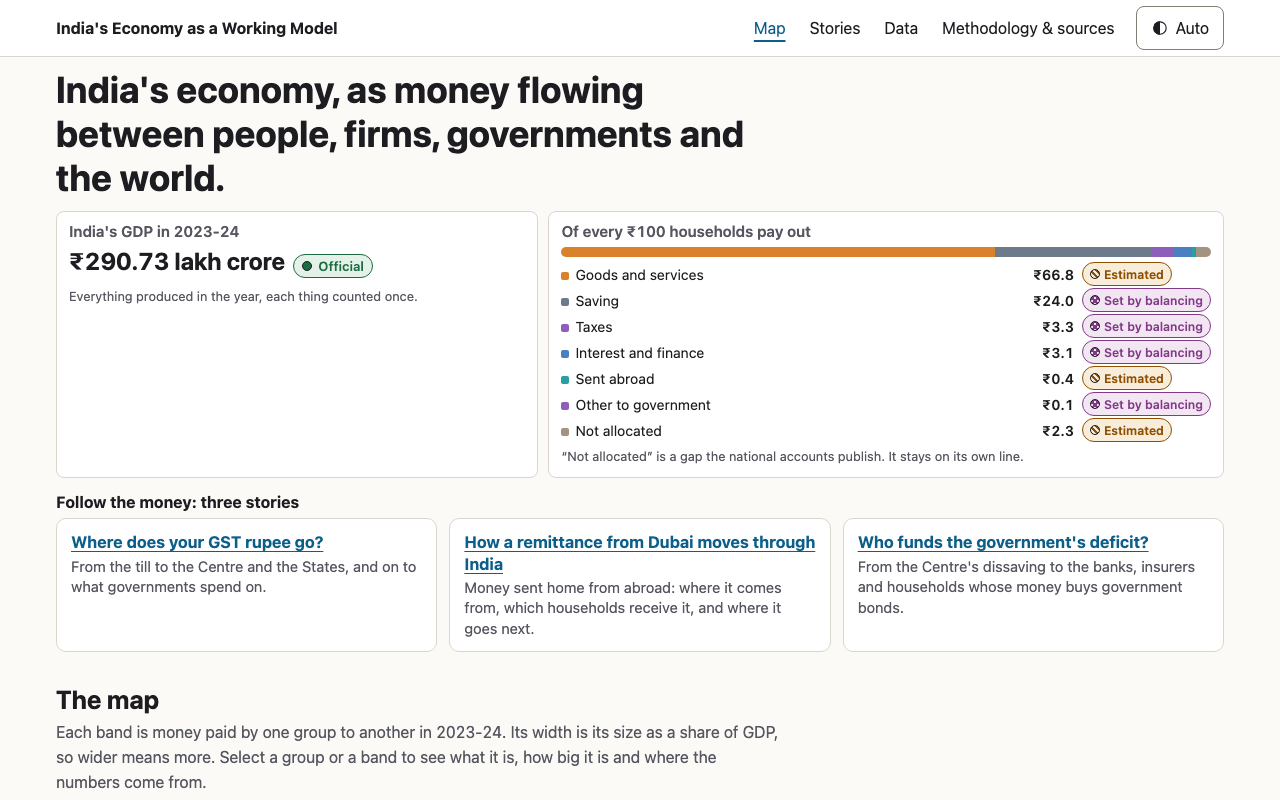 India's Economy as a Working Model
Map
Stories
Data
Methodology & sources
Auto
India's economy, as money flowing
between people, firms, governments and
the world.
India's GDP in 2023-24
₹290.73 lakh crore
Official
Everything produced in the year, each thing counted once.
Of every ₹100 households pay out
Goods and services ₹66.8 Estimated
Saving ₹24.0 Set by balancing
Taxes ₹3.3 Set by balancing
Interest and finance ₹3.1 Set by balancing
Sent abroad ₹0.4 Estimated
Other to government ₹0.1 Set by balancing
Not allocated ₹2.3 Estimated
“Not allocated” is a gap the national accounts publish. It stays on its own line.
Follow the money: three stories
Where does your GST rupee go?
From the till to the Centre and the States, and on to
what governments spend on.
How a remittance from Dubai moves through
India
Money sent home from abroad: where it comes
from, which households receive it, and where it
goes next.
Who funds the government's deficit?
From the Centre's dissaving to the banks, insurers
and households whose money buys government
bonds.
The map
Each band is money paid by one group to another in 2023-24. Its width is its size as a share of GDP,
so wider means more. Select a group or a band to see what it is, how big it is and where the
numbers come from.